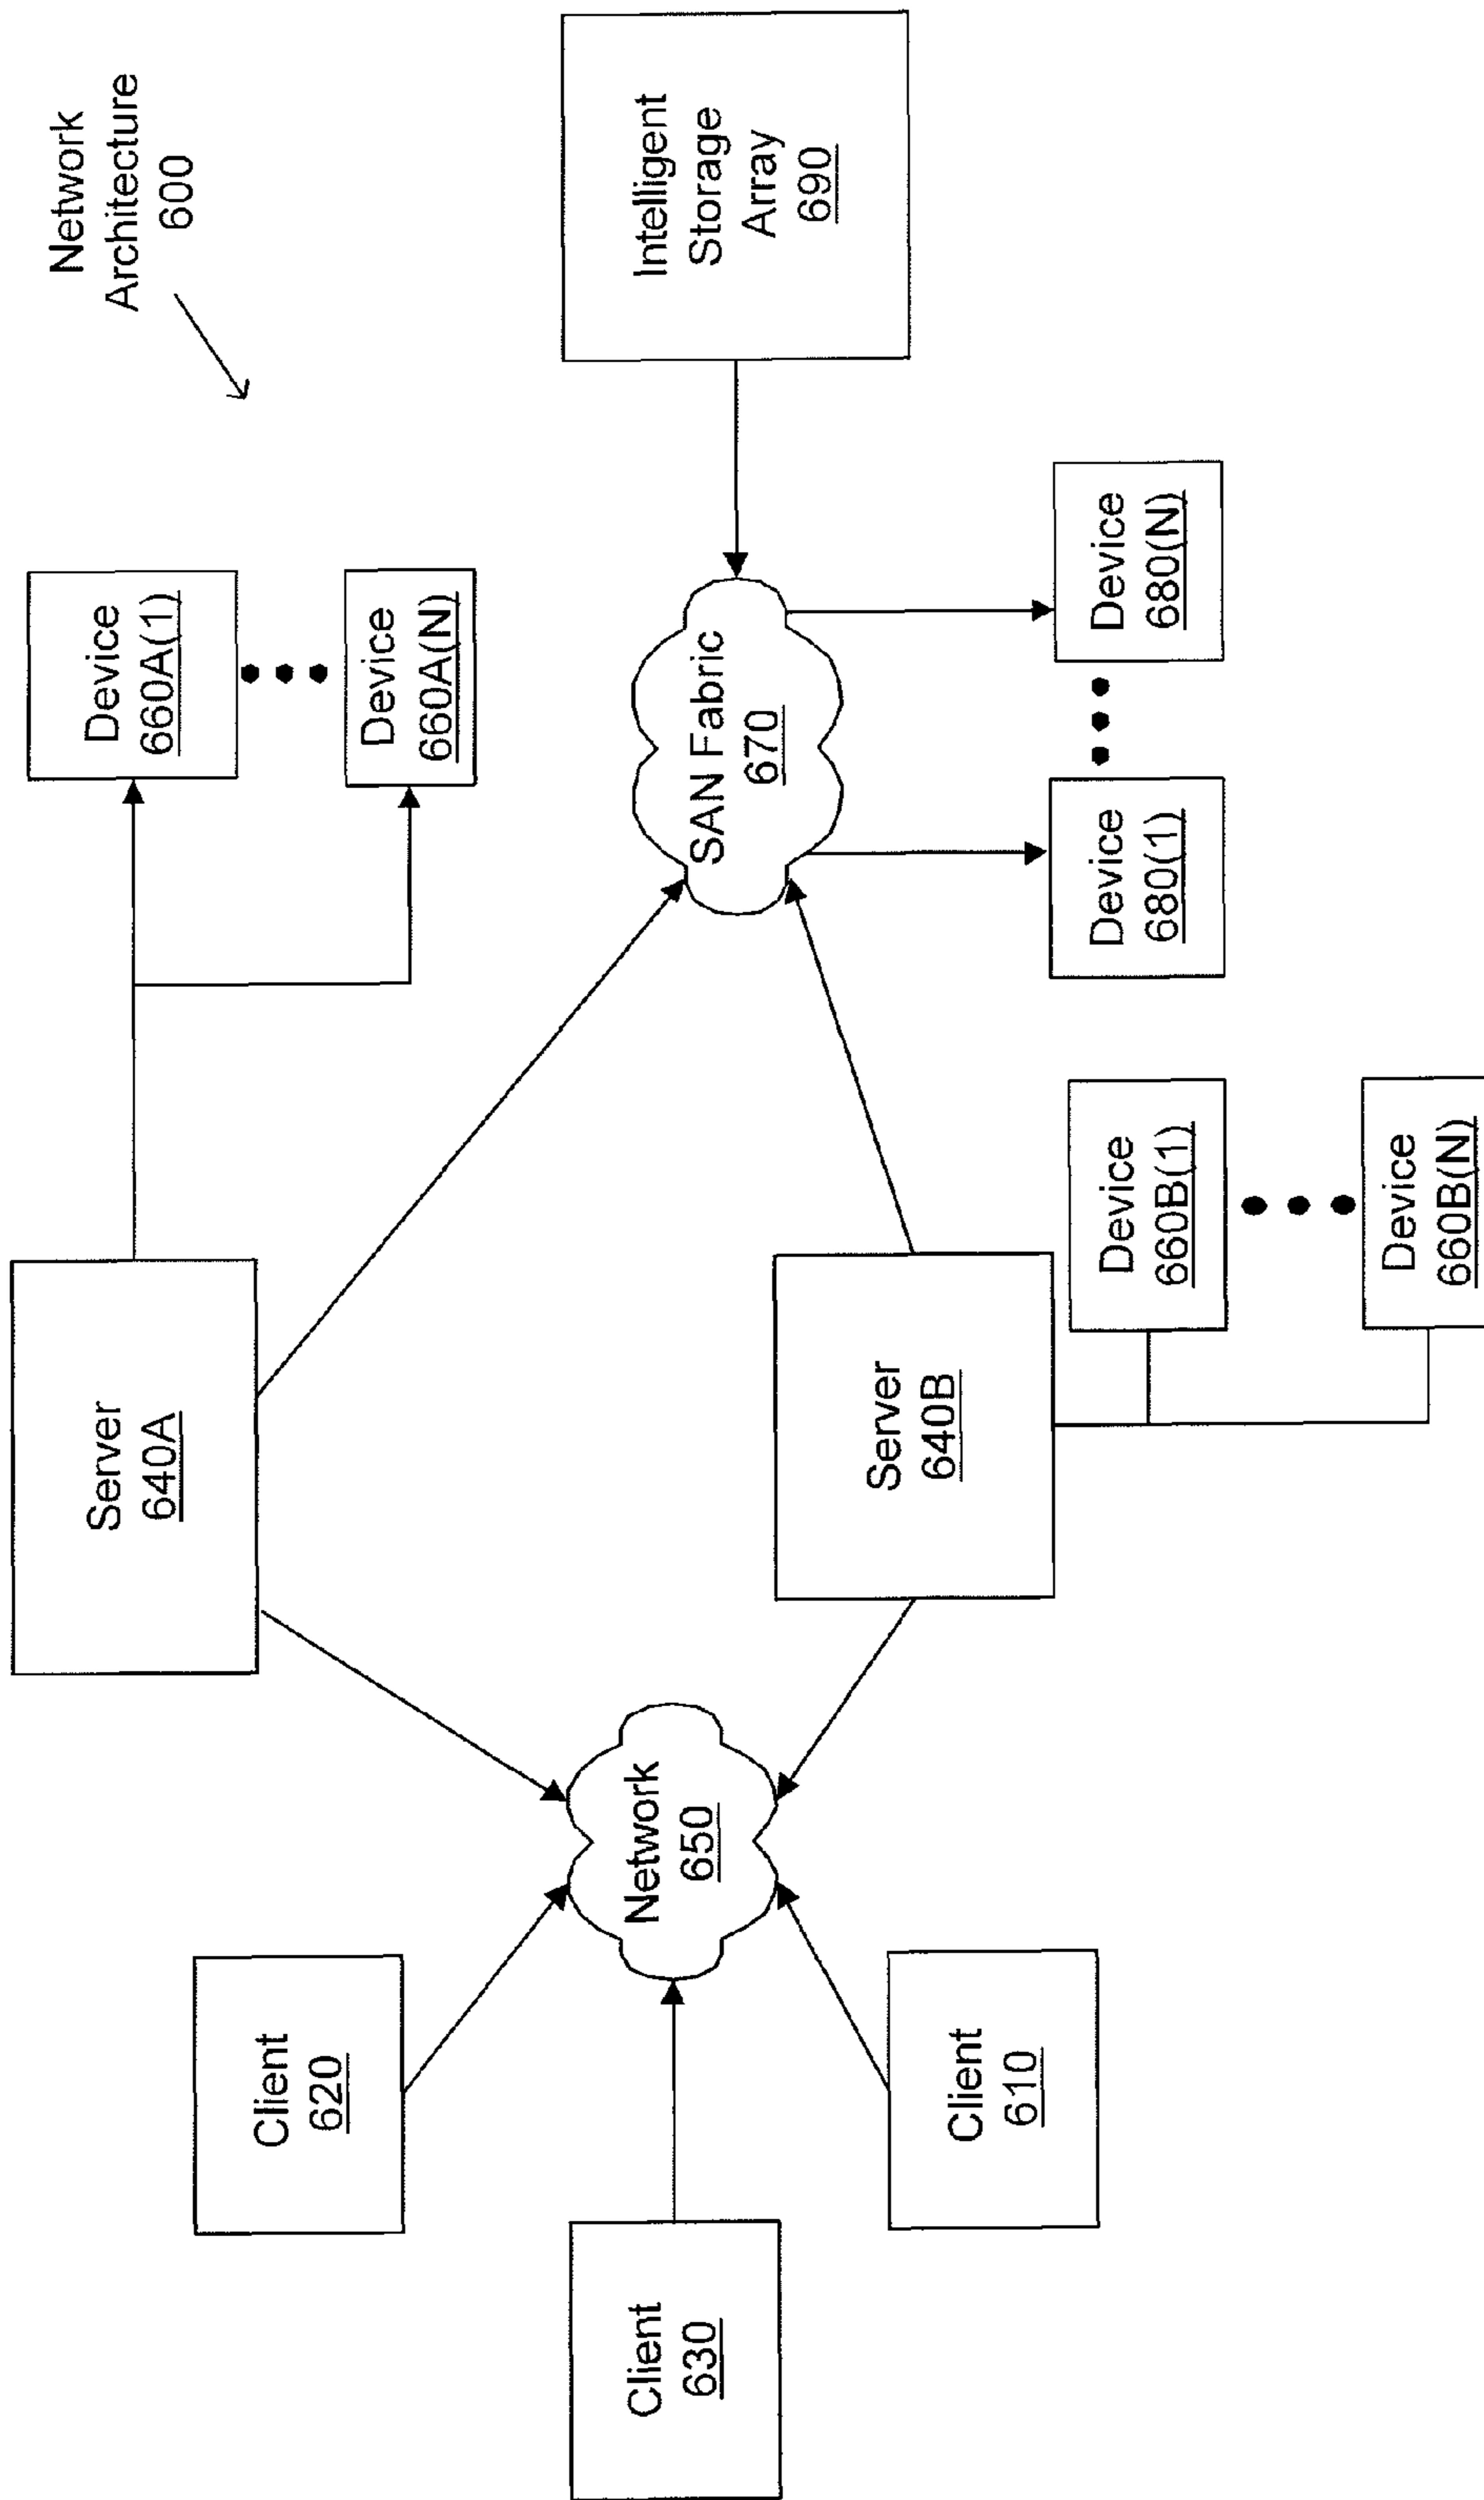 Network
Architecture
600
Device
660A(1)
Device
660A(N)
Server
640A
Intelligent
Storage
Array
690
SAN Fabric
670
Device
680(N)
Device
680(1)
Server
640B
Device
660B(1)
Device
660B(N)
Network
650
Client
620
Client
630
Client
610